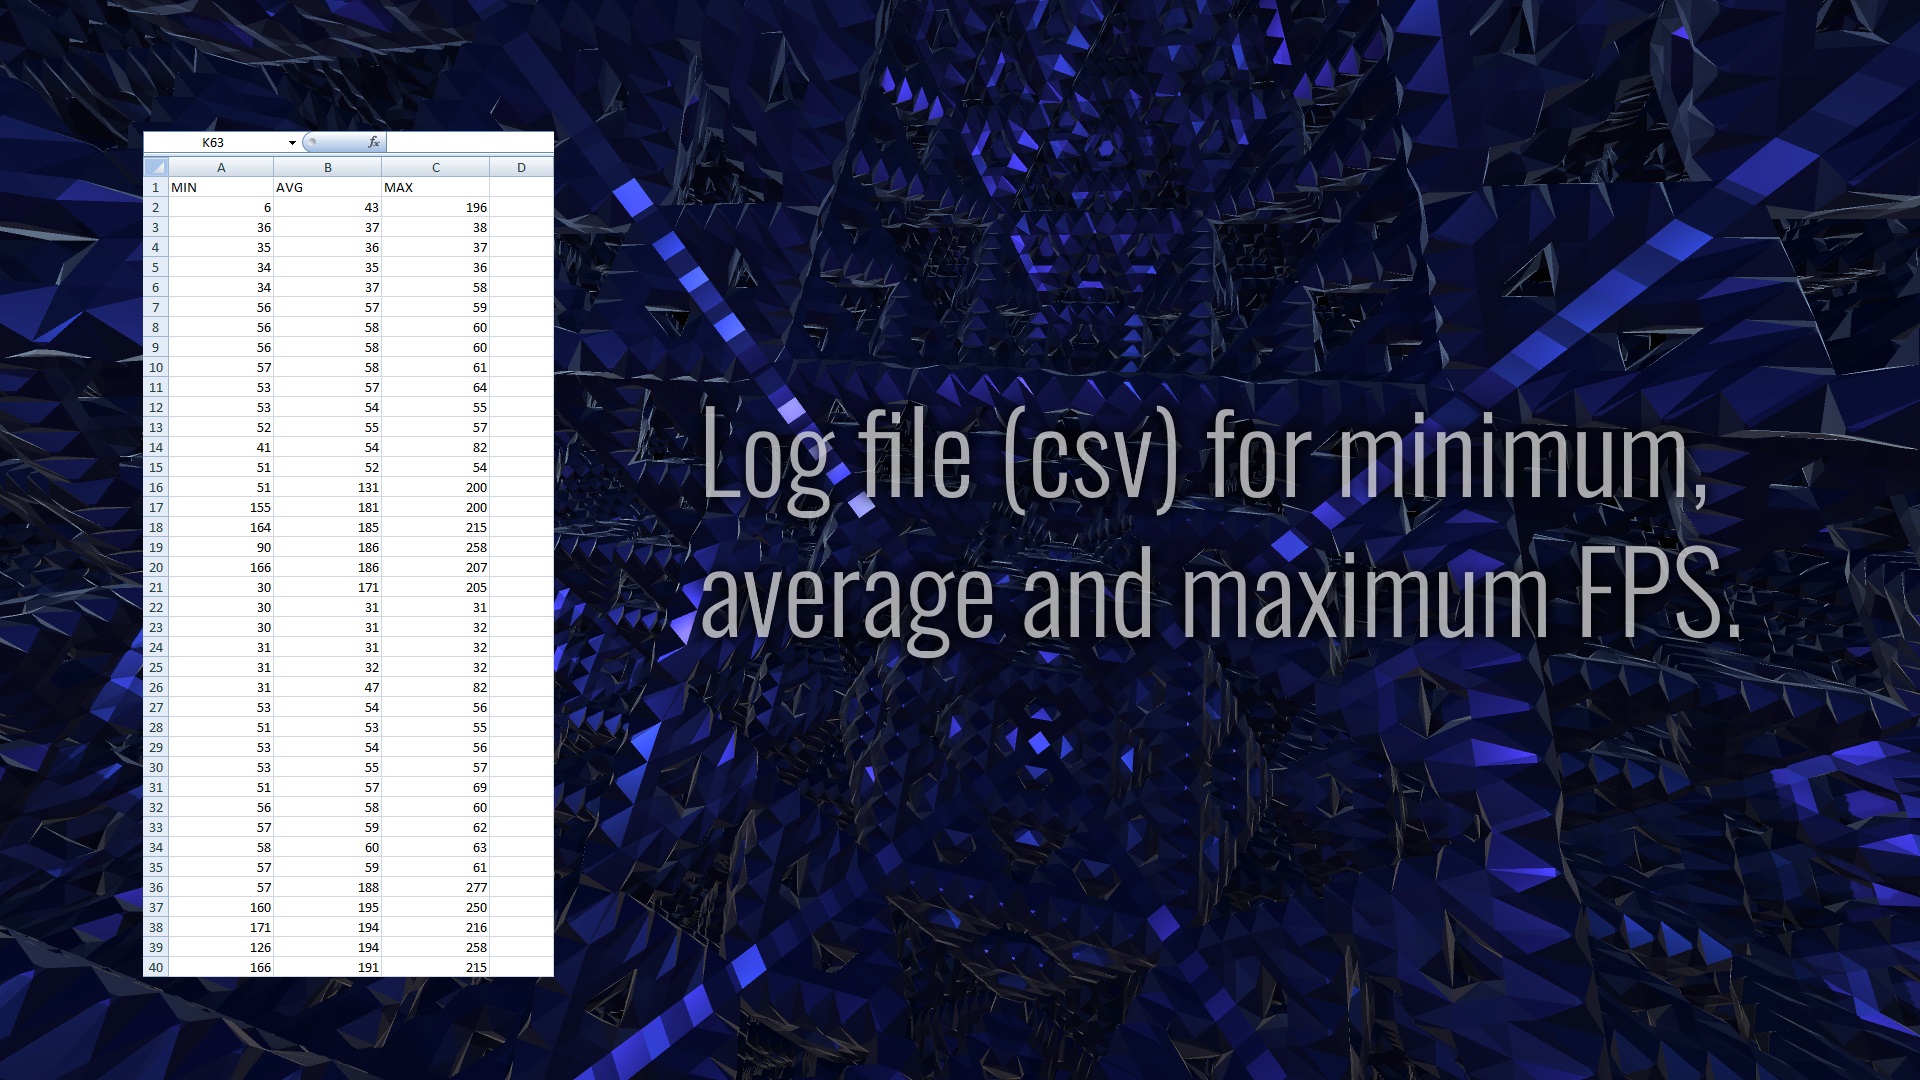 K63 fx
A B C D
1 MIN AVG MAX
2 6 43 196
3 36 37 38
4 35 36 37
5 34 35 36
6 34 37 58
7 56 57 59
8 56 58 60
9 56 58 60
10 57 58 61
11 53 57 64
12 53 54 55
13 52 55 57
14 41 54 82
15 51 52 54
16 51 131 200
17 155 181 200
18 164 185 215
19 90 186 258
20 166 186 207
21 30 171 205
22 30 31 31
23 30 31 32
24 31 31 32
25 31 32 32
26 31 47 82
27 53 54 56
28 51 53 55
29 53 54 56
30 53 55 57
31 51 57 69
32 56 58 60
33 57 59 62
34 58 60 63
35 57 59 61
36 57 188 277
37 160 195 250
38 171 194 216
39 126 194 258
40 166 191 215
Log file (csv) for minimum,
average and maximum FPS.